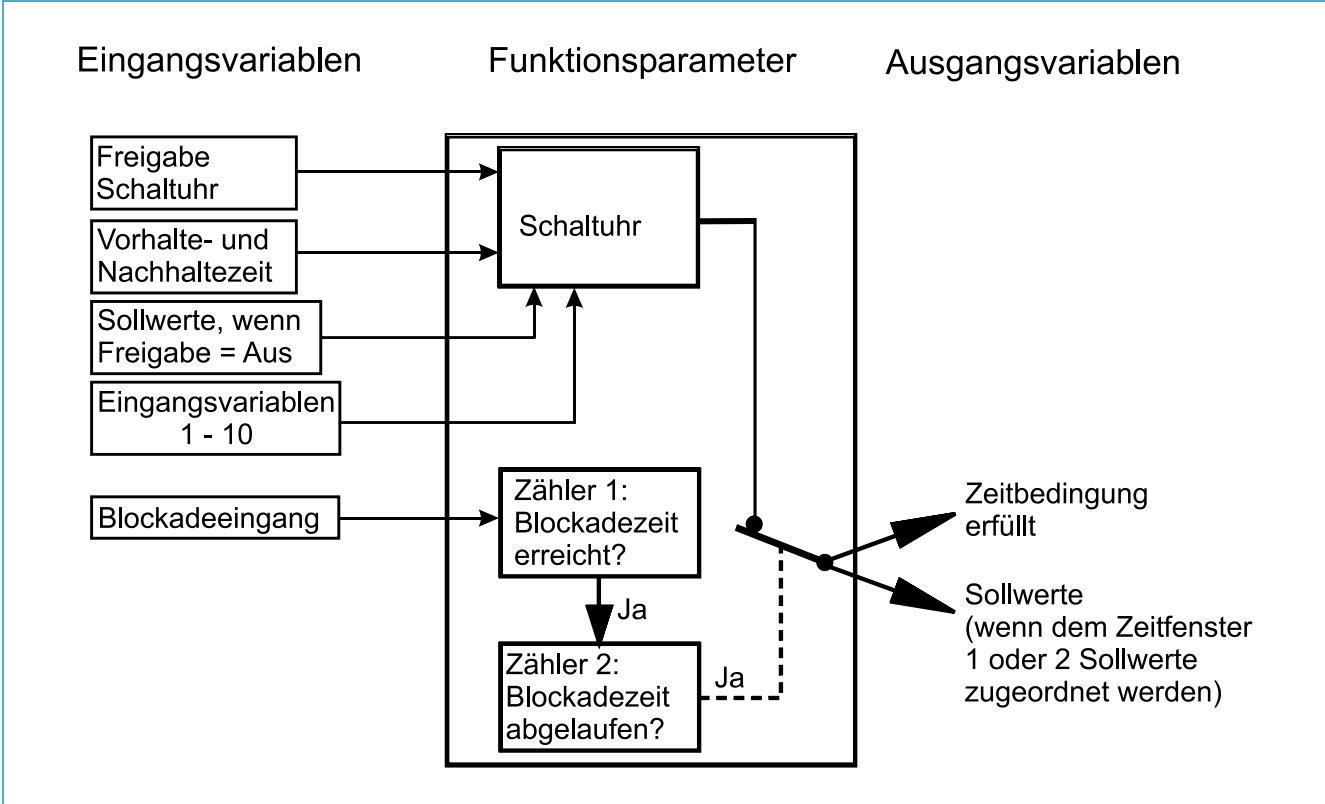 Eingangsvariablen
Funktionsparameter
Ausgangsvariablen
Freigabe
Schaltuhr
Vorhalte- und
Nachhaltezeit
Sollwerte, wenn
Freigabe = Aus
Eingangsvariablen
1 - 10
Blockadeeingang
Schaltuhr
Zähler 1:
Blockadezeit
erreicht?
Ja
Zähler 2:
Blockadezeit
abgelaufen?
Ja
Zeitbedingung
erfüllt
Sollwerte
(wenn dem Zeitfenster
1 oder 2 Sollwerte
zugeordnet werden)